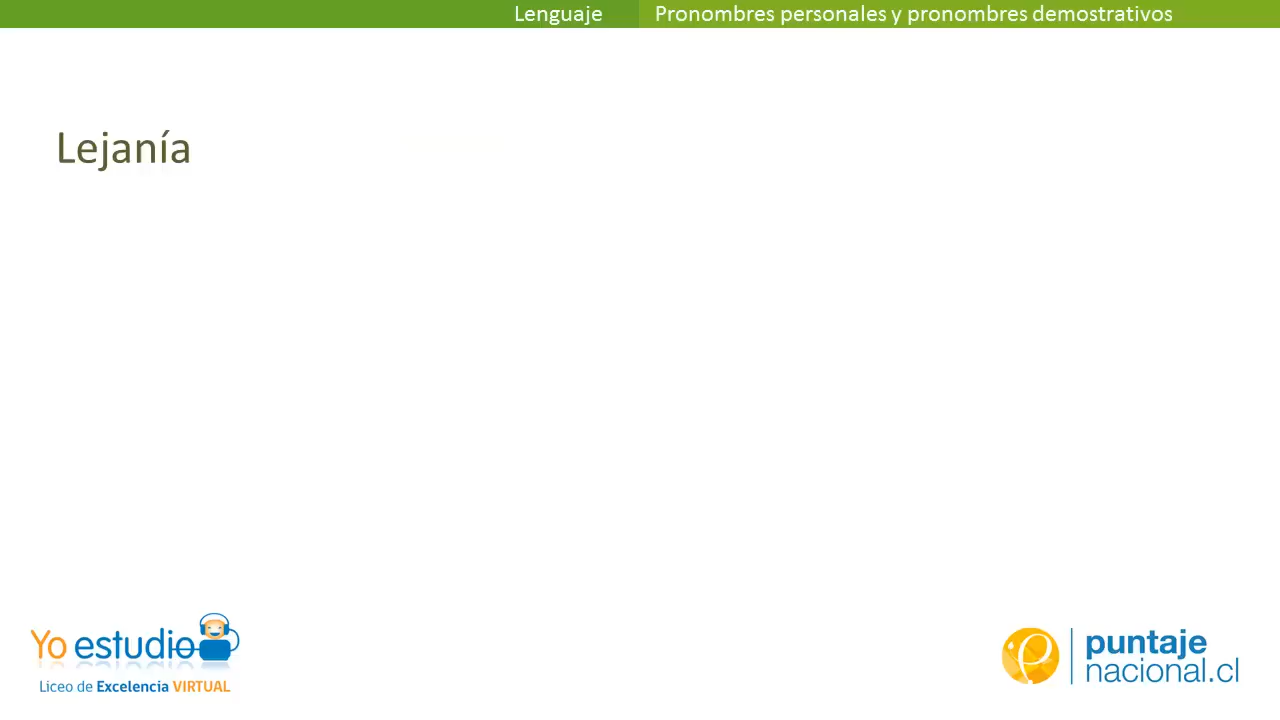 Lenguaje Pronombres personales y pronombres demostrativos
Lejanía
Yo estudio
Liceo de Excelencia VIRTUAL
puntaje
nacional.cl